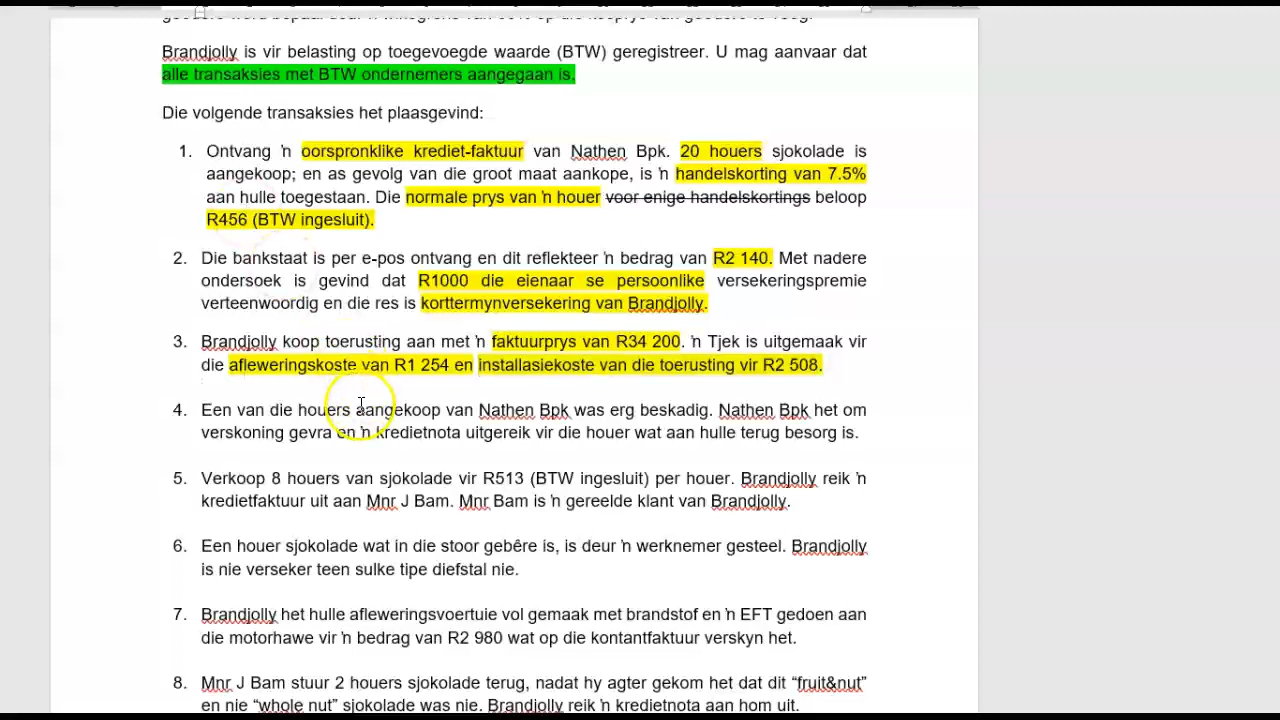 Brandjolly is vir belasting op toegevoegde waarde (BTW) geregistreer. U mag aanvaar dat
alle transaksies met BTW ondernemers aangegaan is.
Die volgende transaksies het plaasgevind:
1. Ontvang 'n oorspronklike krediet-faktuur van Nathen Bpk. 20 houers sjokolade is
aangekoop; en as gevolg van die groot maat aankope, is 'n handelskorting van 7.5%
aan hulle toegestaan. Die normale prys van 'n houer voor enige handelskortings beloop
R456 (BTW ingesluit).
2. Die bankstaat is per e-pos ontvang en dit reflekteer 'n bedrag van R2 140. Met nadere
ondersoek is gevind dat R1000 die eienaar se persoonlike versekeringspremie
verteenwoordig en die res is korttermynversekering van Brandjolly.
3. Brandjolly koop toerusting aan met 'n faktuurprys van R34 200. 'n Tjek is uitgemaak vir
die afleweringskoste van R1 254 en installasiekoste van die toerusting vir R2 508.
4. Een van die houers aangekoop van Nathen Bpk was erg beskadig. Nathen Bpk het om
verskoning gevra en 'n kredietnota uitgereik vir die houer wat aan hulle terug besorg is.
5. Verkoop 8 houers van sjokolade vir R513 (BTW ingesluit) per houer. Brandjolly reik 'n
kredietfaktuur uit aan Mnr J Bam. Mnr Bam is 'n gereelde klant van Brandjolly.
6. Een houer sjokolade wat in die stoor gebêre is, is deur 'n werknemer gesteel. Brandjolly
is nie verseker teen sulke tipe diefstal nie.
7. Brandjolly het hulle afleweringsvoertuie vol gemaak met brandstof en 'n EFT gedoen aan
die motorhawe vir 'n bedrag van R2 980 wat op die kontantfaktuur verskyn het.
8. Mnr J Bam stuur 2 houers sjokolade terug, nadat hy agter gekom het dat dit “fruit&nut”
en nie “whole nut” sjokolade was nie. Brandjolly reik 'n kredietnota aan hom uit.